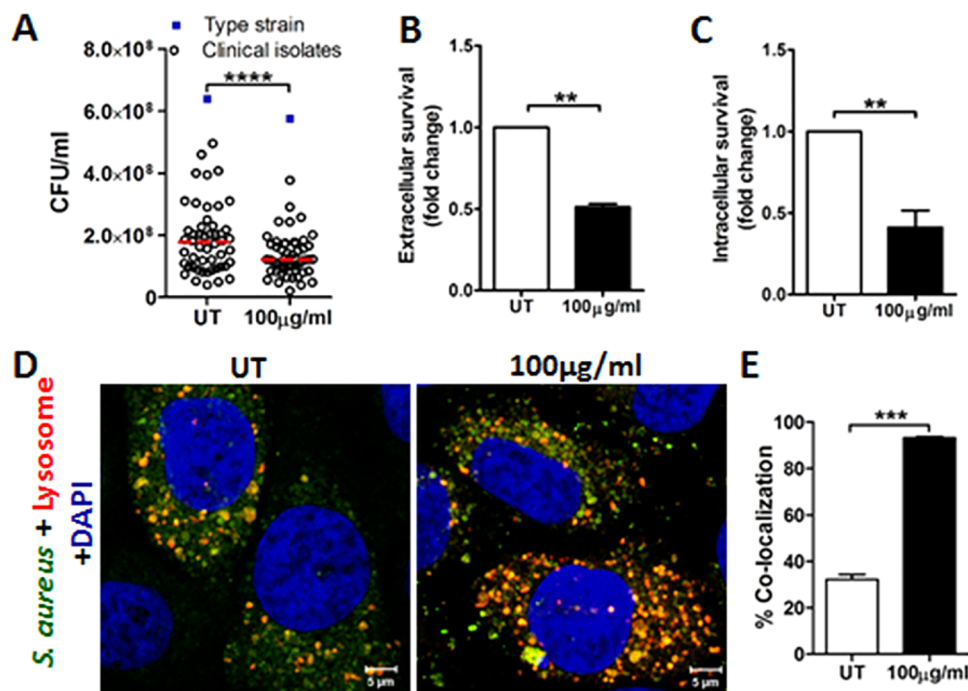 A
Type strain
Clinical isolates
8.0×10⁸
6.0×10⁸
4.0×10⁸
2.0×10⁸
0
CFU/ml
****
UT
100μg/ml
B
1.5
1.0
0.5
0.0
Extracellular survival
(fold change)
**
UT
100μg/ml
C
1.5
1.0
0.5
0.0
Intracellular survival
(fold change)
**
UT
100μg/ml
D
UT
100μg/ml
S. aureus + Lysosome
+DAPI
5 μm
5 μm
E
100
80
60
40
20
% Co-localization
***
UT
100μg/ml